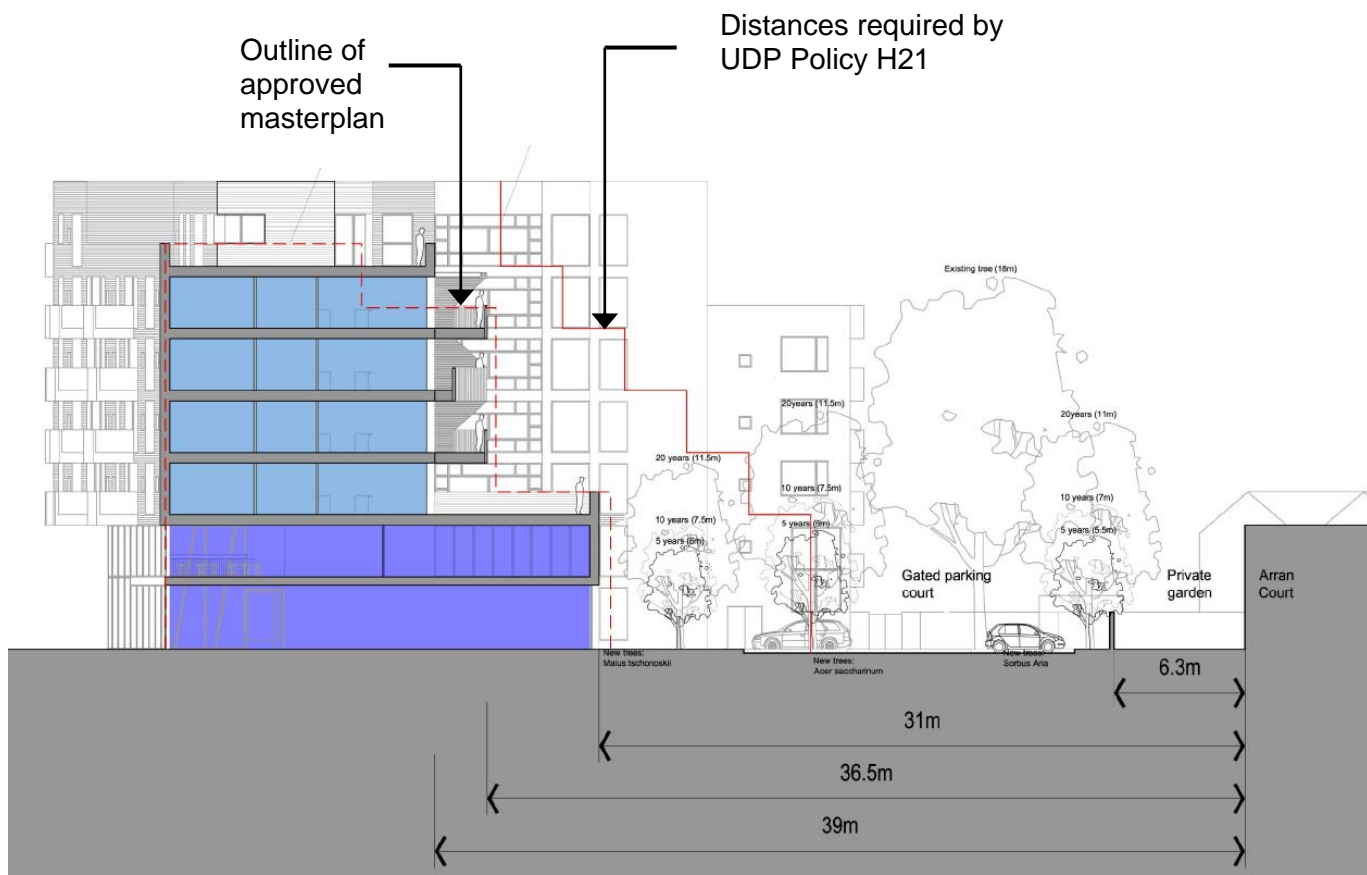 Outline of
approved
masterplan
Distances required by
UDP Policy H21
Existing tree (18m)
20years (11.5m)
20years (11m)
20 years (11.5m)
10 years (7.5m)
10 years (7m)
10 years (7.5m)
5 years (6m)
5 years (5.5m)
5 years (6m)
Gated parking
court
Private
garden
Arran
Court
New trees:
Malus tschonoskii
New trees:
Acer saccharinum
New trees:
Sorbus Aria
6.3m
31m
36.5m
39m